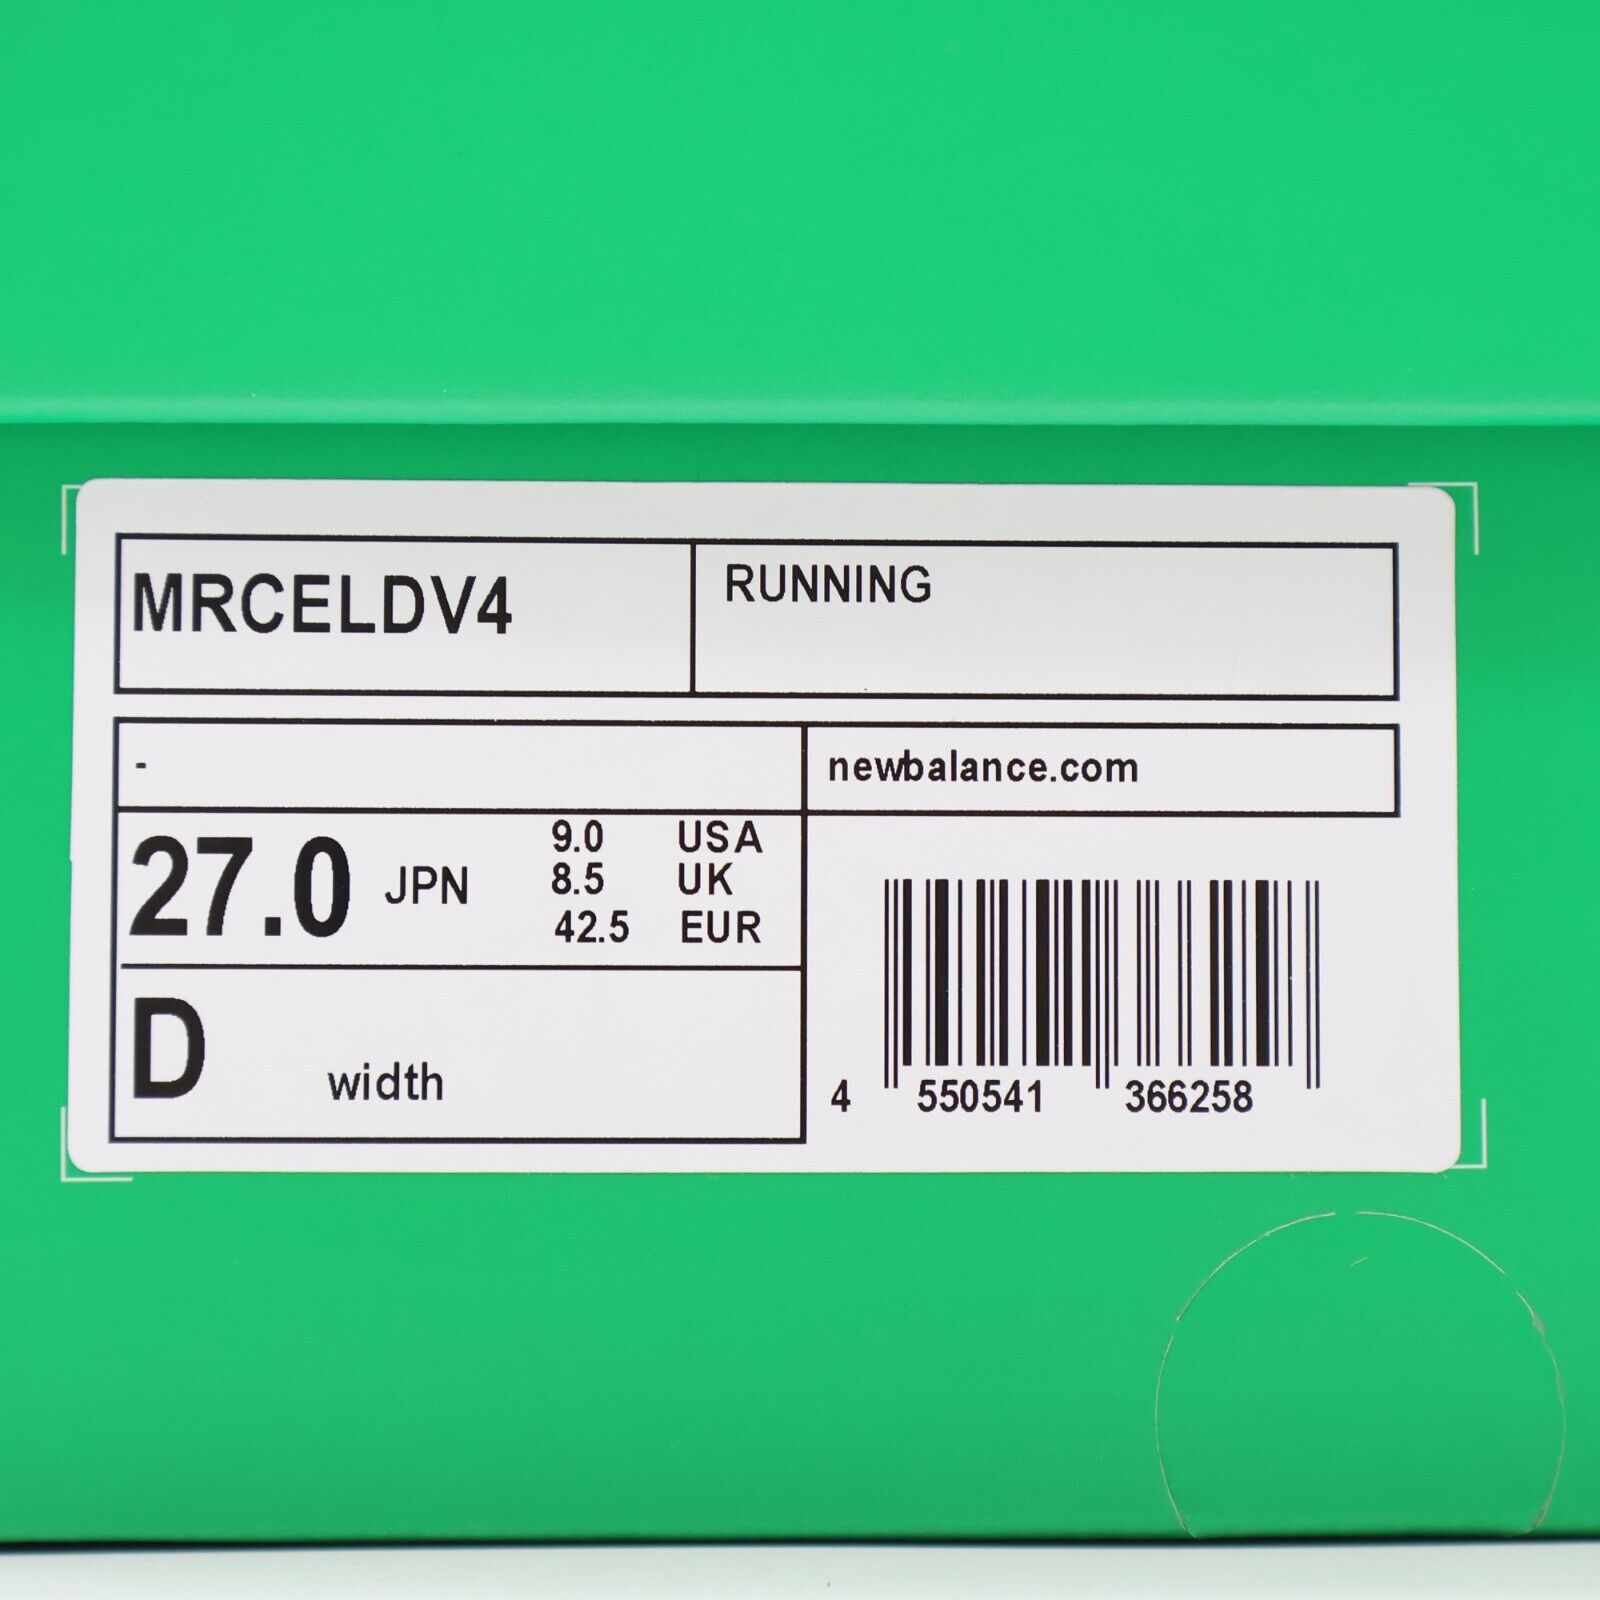 MRCELDV4
RUNNING
-
newbalance.com
27.0 JPN
9.0 USA
8.5 UK
42.5 EUR
D width
4 550541 366258